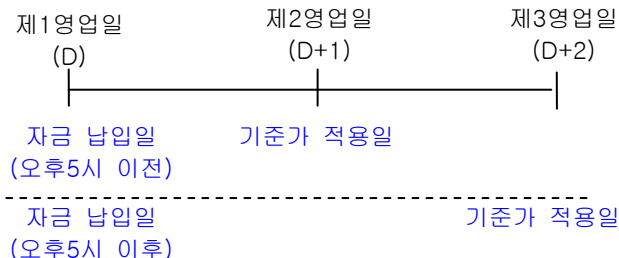 제1영업일 제2영업일 제3영업일
(D) (D+1) (D+2)
자금 납입일 기준가 적용일
(오후5시 이전)
자금 납입일 기준가 적용일
(오후5시 이후)